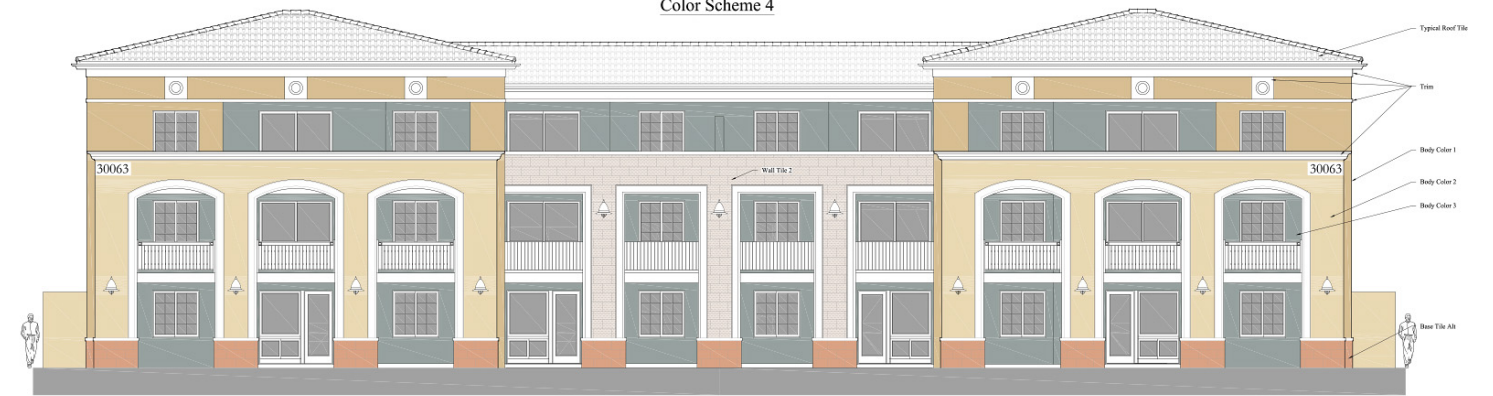 Color Scheme 4
Typical Roof Tile
Trim
30063
30063
Body Color 1
Wall Tile 2
Body Color 2
Body Color 3
Base Tile Alt